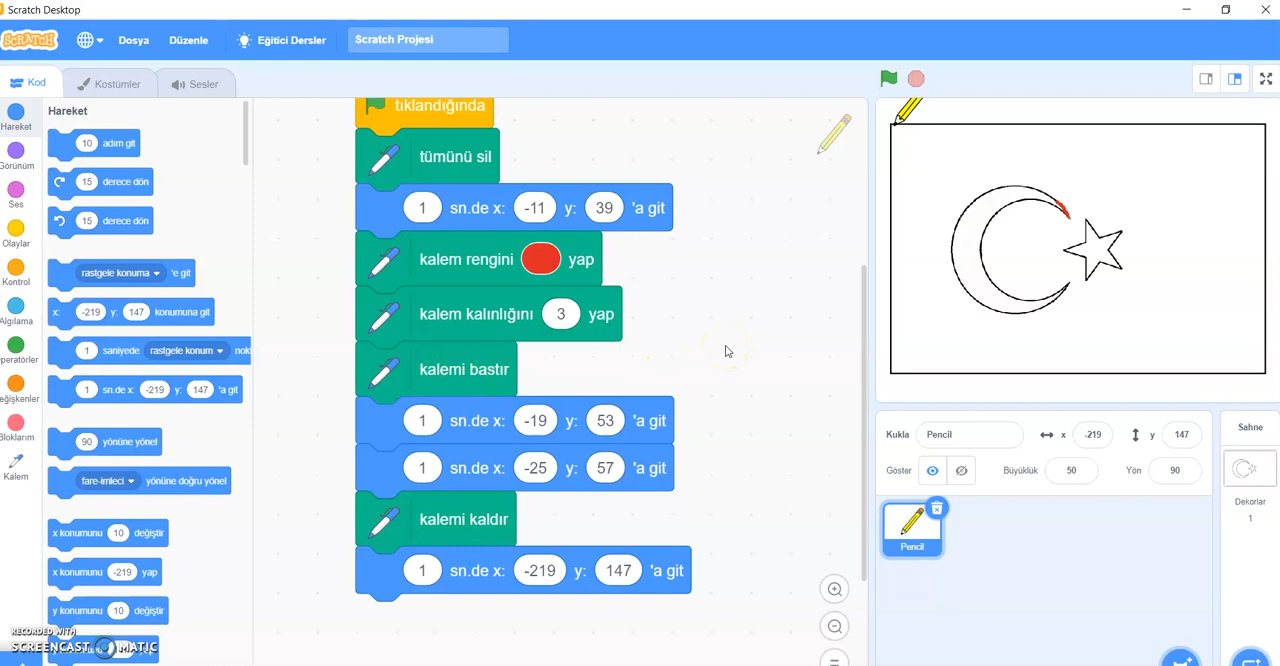 Scratch Desktop
SCRATCH Dosya Düzenle Eğitici Dersler Scratch Projesi
Kod Kostümler Sesler
Hareket
Görünüm
Ses
Olaylar
Kontrol
Algılama
Operatörler
Değişkenler
Bloklarım
Kalem
Hareket
10 adım git
15 derece dön
15 derece dön
rastgele konuma 'e git
x: -219 y: 147 konumuna git
1 saniyede rastgele konum nok
1 sn.de x: -219 y: 147 'a git
90 yönüne yönel
fare-imleci yönüne doğru yönel
x konumunu 10 değiştir
x konumunu -219 yap
y konumunu 10 değiştir
RECORDED WITH
SCREENCAST MATIC
tıklandığında
tümünü sil
1 sn.de x: -11 y: 39 'a git
kalem rengini yap
kalem kalınlığını 3 yap
kalemi bastır
1 sn.de x: -19 y: 53 'a git
1 sn.de x: -25 y: 57 'a git
kalemi kaldır
1 sn.de x: -219 y: 147 'a git
Kukla Pencil x -219 y 147
Göster Büyüklük 50 Yön 90
Pencil
Sahne
Dekorlar
1